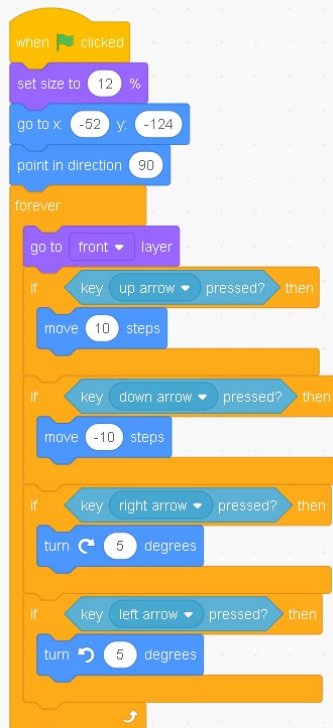 when clicked
set size to 12 %
go to x: -52 y: -124
point in direction 90
forever
go to front layer
if key up arrow pressed? then
move 10 steps
if key down arrow pressed? then
move -10 steps
if key right arrow pressed? then
turn 5 degrees
if key left arrow pressed? then
turn 5 degrees